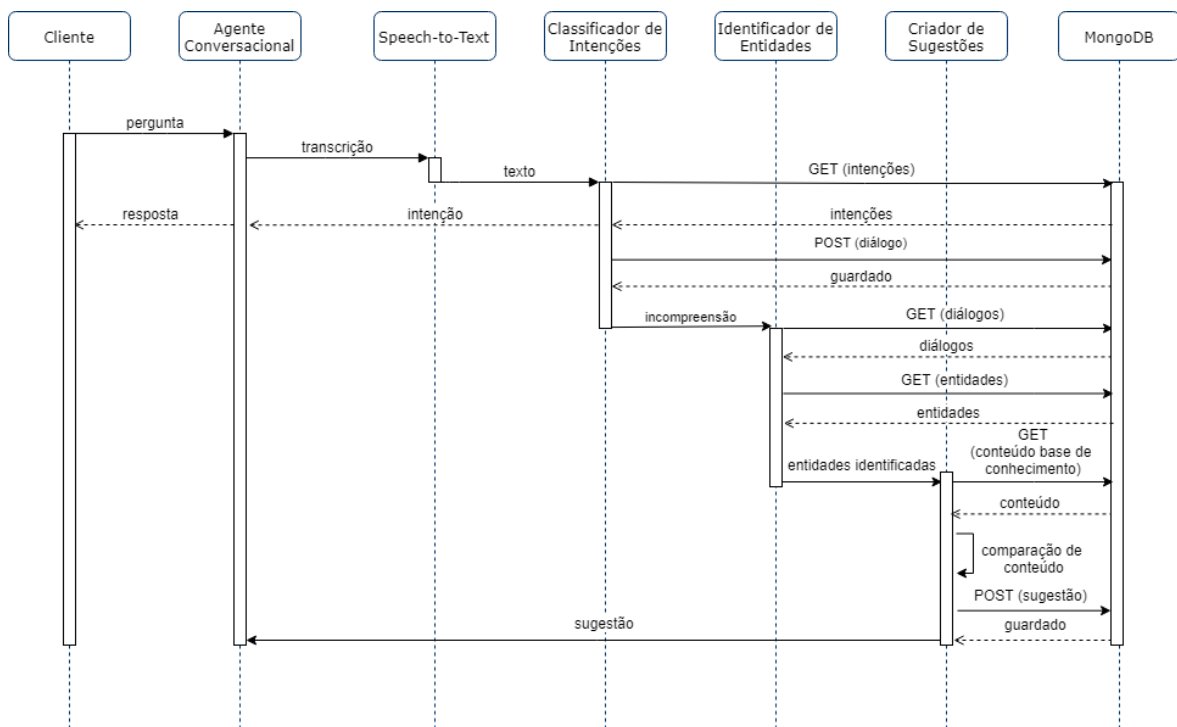 Cliente
Agente
Conversacional
Speech-to-Text
Classificador de
Intenções
Identificador de
Entidades
Criador de
Sugestões
MongoDB
pergunta
transcrição
texto
GET (intenções)
resposta
intenção
intenções
POST (diálogo)
guardado
incompreensão
GET (diálogos)
diálogos
GET (entidades)
entidades
entidades identificadas
GET
(conteúdo base de
conhecimento)
conteúdo
comparação de
conteúdo
POST (sugestão)
sugestão
guardado